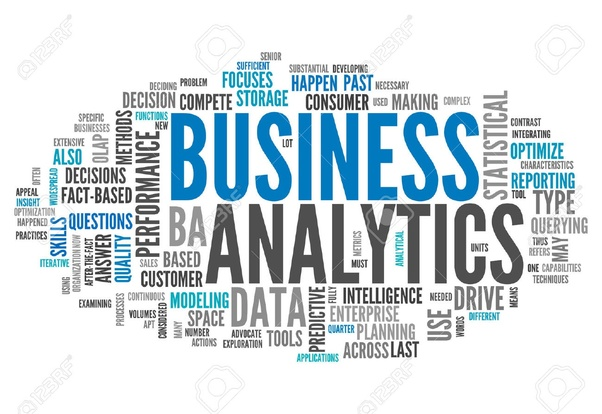 SENIOR
SUFFICIENT
SUBSTANTIAL DEVELOPING
DECIDING PROBLEM FOCUSES HAPPEN PAST NECESSARY
DECISION COMPETE STORAGE CONSUMER USED MAKING COMPLEX
SPECIFIC BUSINESSES
FUNCTIONS
NEW
METHODS
OLAP
EXTENSIVE
ALSO
BUSINESS
LOT
STATISTICAL
CONTRAST
INTEGRATING
OPTIMIZE
CHARACTERISTICS
REPORTING
TOOL
TYPE
QUERYING
OFTEN
APPEAL
INSIGHT
WIDESPREAD
OPTIMIZATION
HAPPENED
PRACTICES
DECISIONS
FACT-BASED
SKILLS
QUESTIONS
ANSWER
QUALITY
PERFORMANCE
ITERATIVE
USING
ORGANIZATION NOW
AFTER-THE-FACT
BA
ANALYTICS
METRICS
MUST
ANALYTICAL
UNITS
THUS
REFERS
MAY
ONE CAPABILITIES
TECHNIQUES
SALES BASED
CUSTOMER
EXAMINING
PROCESSES
CONTINUOUS
MODELING
DATA
PREDICTIVE
FULLY
INTELLIGENCE
NEEDED
DRIVE
MEANS
VOLUMES
APT
CONSIDERED
MANY
SPACE
ENTERPRISE
USE
WORDS
DIFFERENT
NUMBER
ACTIONS
ADVOCATE
EXPLORATION
TOOLS
QUARTER
PLANNING
APPLICATIONS
ACROSS LAST
123RF